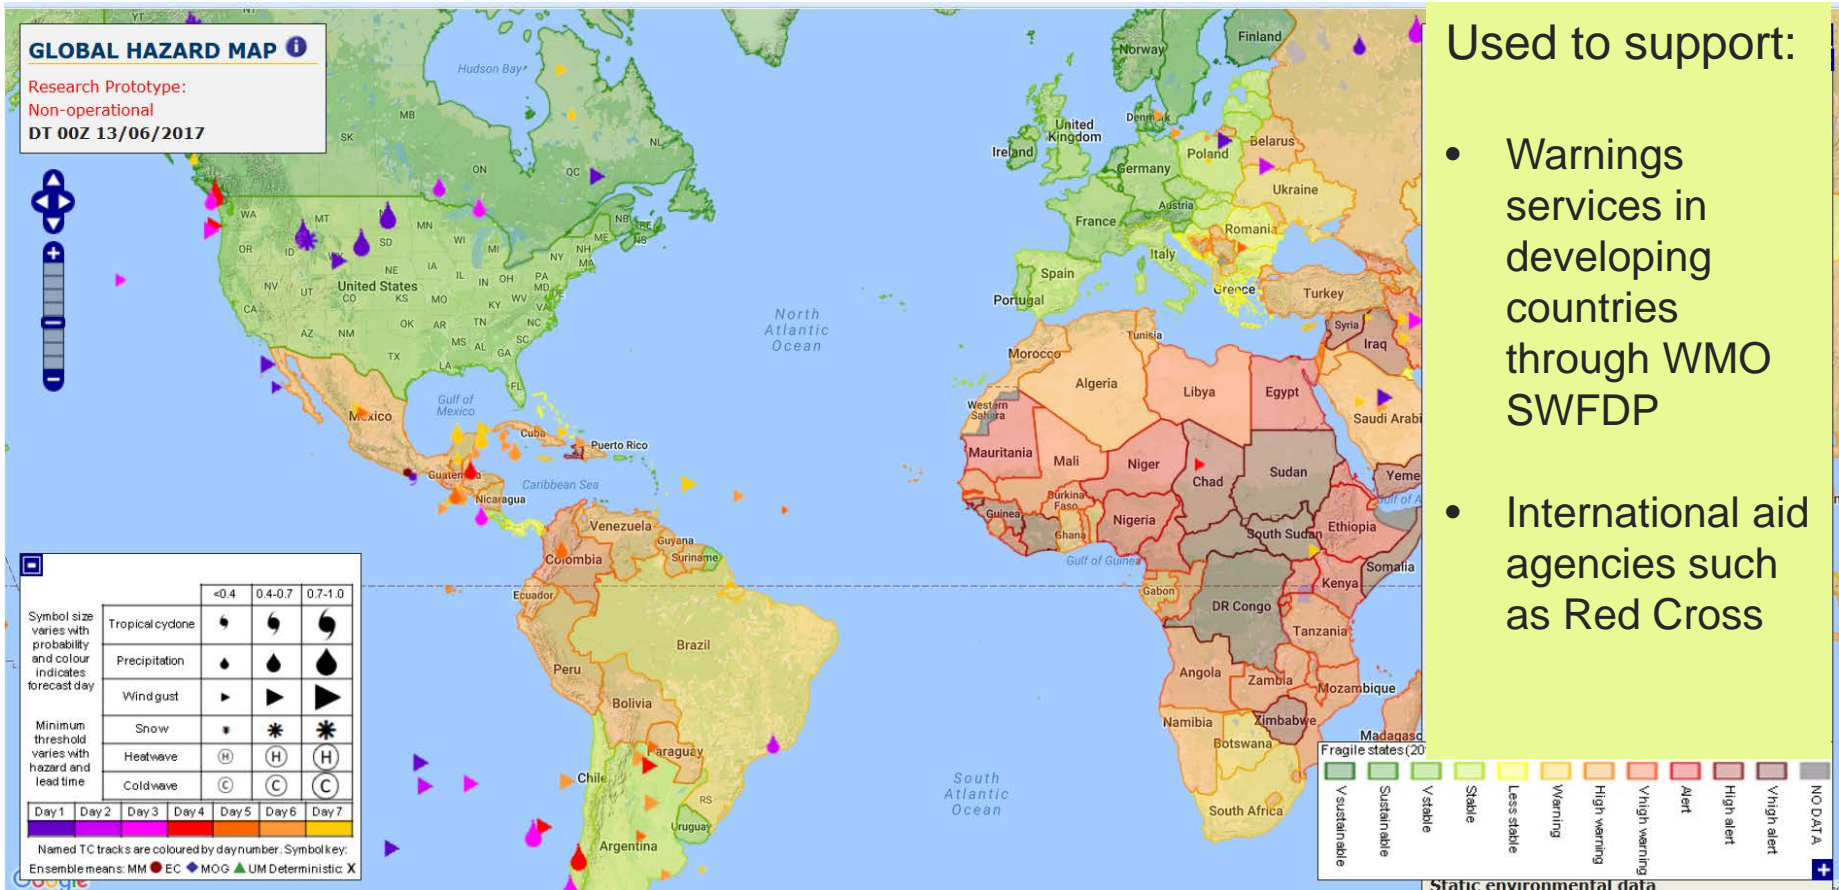 GLOBAL HAZARD MAP i
Research Prototype:
Non-operational
DT 00Z 13/06/2017
Used to support:
• Warnings
services in
developing
countries
through WMO
SWFDP
• International aid
agencies such
as Red Cross
YT
Hudson Bay
MB
SK
ON
QC
NL
NB
PE
NS
WA
MT
MN
OR
ID
SD
WI
MI
NH
ME
NY
MA
NE
IA
IL
IN
OH
PA
MD
DE
NV
UT
United States
CO
KS
MO
KY
WV
VA
CA
AZ
NM
OK
AR
TN
NC
MS
AL
GA
SC
TX
LA
FL
Gulf of
Mexico
Mexico
Cuba
Puerto Rico
Caribbean Sea
Nicaragua
Venezuela
Guyana
Suriname
Colombia
Ecuador
Peru
Brazil
Bolivia
Paraguay
Chile
RS
Uruguay
Argentina
North
Atlantic
Ocean
South
Atlantic
Ocean
Norway
Finland
United
Kingdom
Ireland
Denmark
Belarus
Poland
Germany
Ukraine
Austria
France
Romania
Italy
Spain
Portugal
Greece
Turkey
Syria
Iraq
Tunisia
Morocco
Algeria
Libya
Egypt
Western
Sahara
Saudi Arabi
Mauritania
Mali
Niger
Chad
Sudan
Yeme
Gulf of A
Burkina
Faso
Guinea
Nigeria
Ghana
Ethiopia
South Sudan
Gulf of Guinea
Somalia
Gabon
Kenya
DR Congo
Tanzania
Angola
Zambia
Mozambique
Namibia
Zimbabwe
Botswana
Madagasc
South Africa
<0.4 0.4-0.7 0.7-1.0
Symbol size
varies with
probability
and colour
indicates
forecast day
Minimum
threshold
varies with
hazard and
lead time
Tropical cyclone
Precipitation
Wind gust
Snow
Heatwave H H H
Coldwave C C C
Day 1 Day 2 Day 3 Day 4 Day 5 Day 6 Day 7
Named TC tracks are coloured by day number. Symbol key:
Ensemble means: MM EC MOG UM Deterministic X
Google
Fragile states (20
V sustainable
Sustainable
V stable
Stable
Less stable
Warning
High warning
V high warning
Alert
High alert
V high alert
NO DATA
Static environmental data